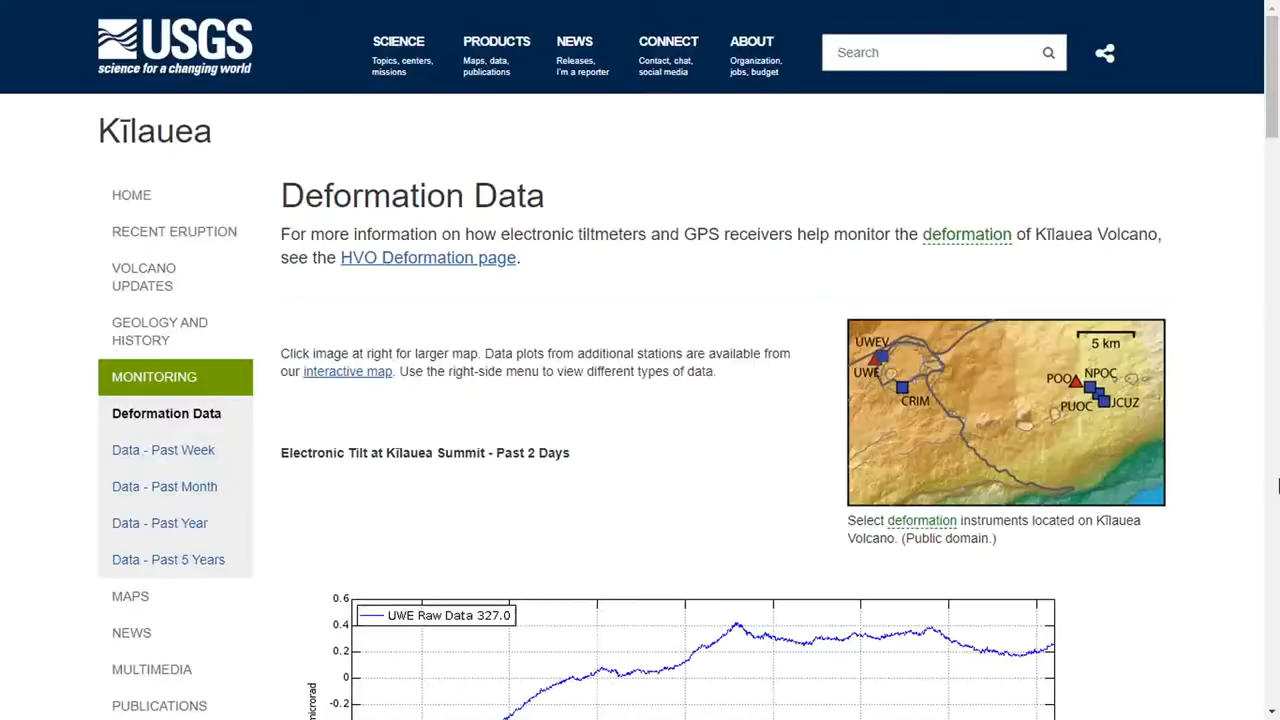 USGS
science for a changing world
SCIENCE
Topics, centers,
missions
PRODUCTS
Maps, data,
publications
NEWS
Releases,
I'm a reporter
CONNECT
Contact, chat,
social media
ABOUT
Organization,
jobs, budget
Search
Kīlauea
HOME
RECENT ERUPTION
VOLCANO
UPDATES
GEOLOGY AND
HISTORY
MONITORING
Deformation Data
Data - Past Week
Data - Past Month
Data - Past Year
Data - Past 5 Years
MAPS
NEWS
MULTIMEDIA
PUBLICATIONS
Deformation Data
For more information on how electronic tiltmeters and GPS receivers help monitor the deformation of Kīlauea Volcano,
see the HVO Deformation page.
Click image at right for larger map. Data plots from additional stations are available from
our interactive map. Use the right-side menu to view different types of data.
UWEV
UWE
CRIM
5 km
POO
NPOC
PUOC
JCUZ
Select deformation instruments located on Kīlauea
Volcano. (Public domain.)
Electronic Tilt at Kīlauea Summit - Past 2 Days
UWE Raw Data 327.0
0.6
0.4
0.2
0
-0.2
microrad